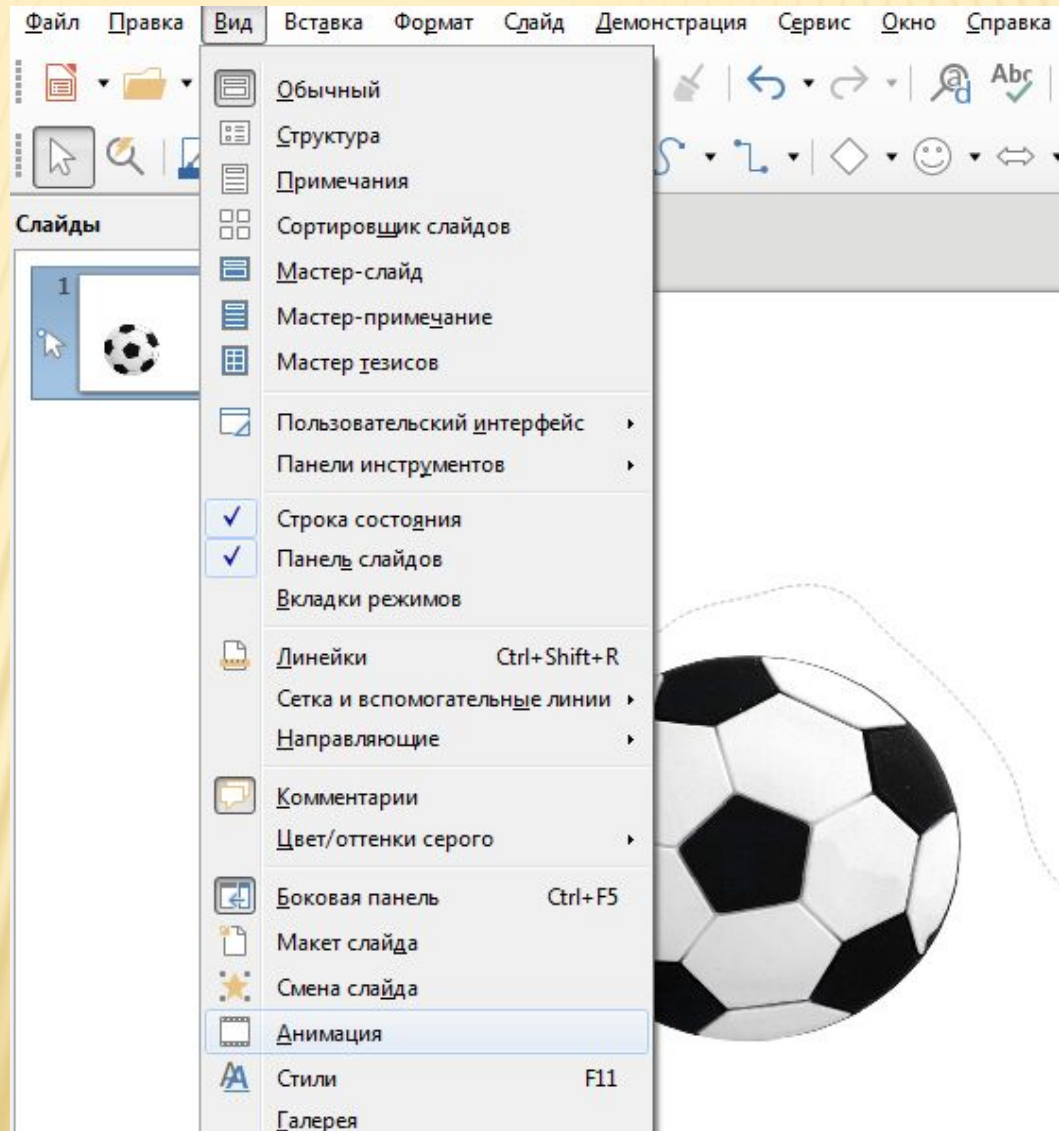 Файл Правка Вид Вставка Формат Слайд Демонстрация Сервис Окно Справка
Abc
Слайды
1
Обычный
Структура
Примечания
Сортировщик слайдов
Мастер-слайд
Мастер-примечание
Мастер тезисов
Пользовательский интерфейс
Панели инструментов
Строка состояния
Панель слайдов
Вкладки режимов
Линейки Ctrl+Shift+R
Сетка и вспомогательные линии
Направляющие
Комментарии
Цвет/оттенки серого
Боковая панель Ctrl+F5
Макет слайда
Смена слайда
Анимация
Стили F11
Галерея